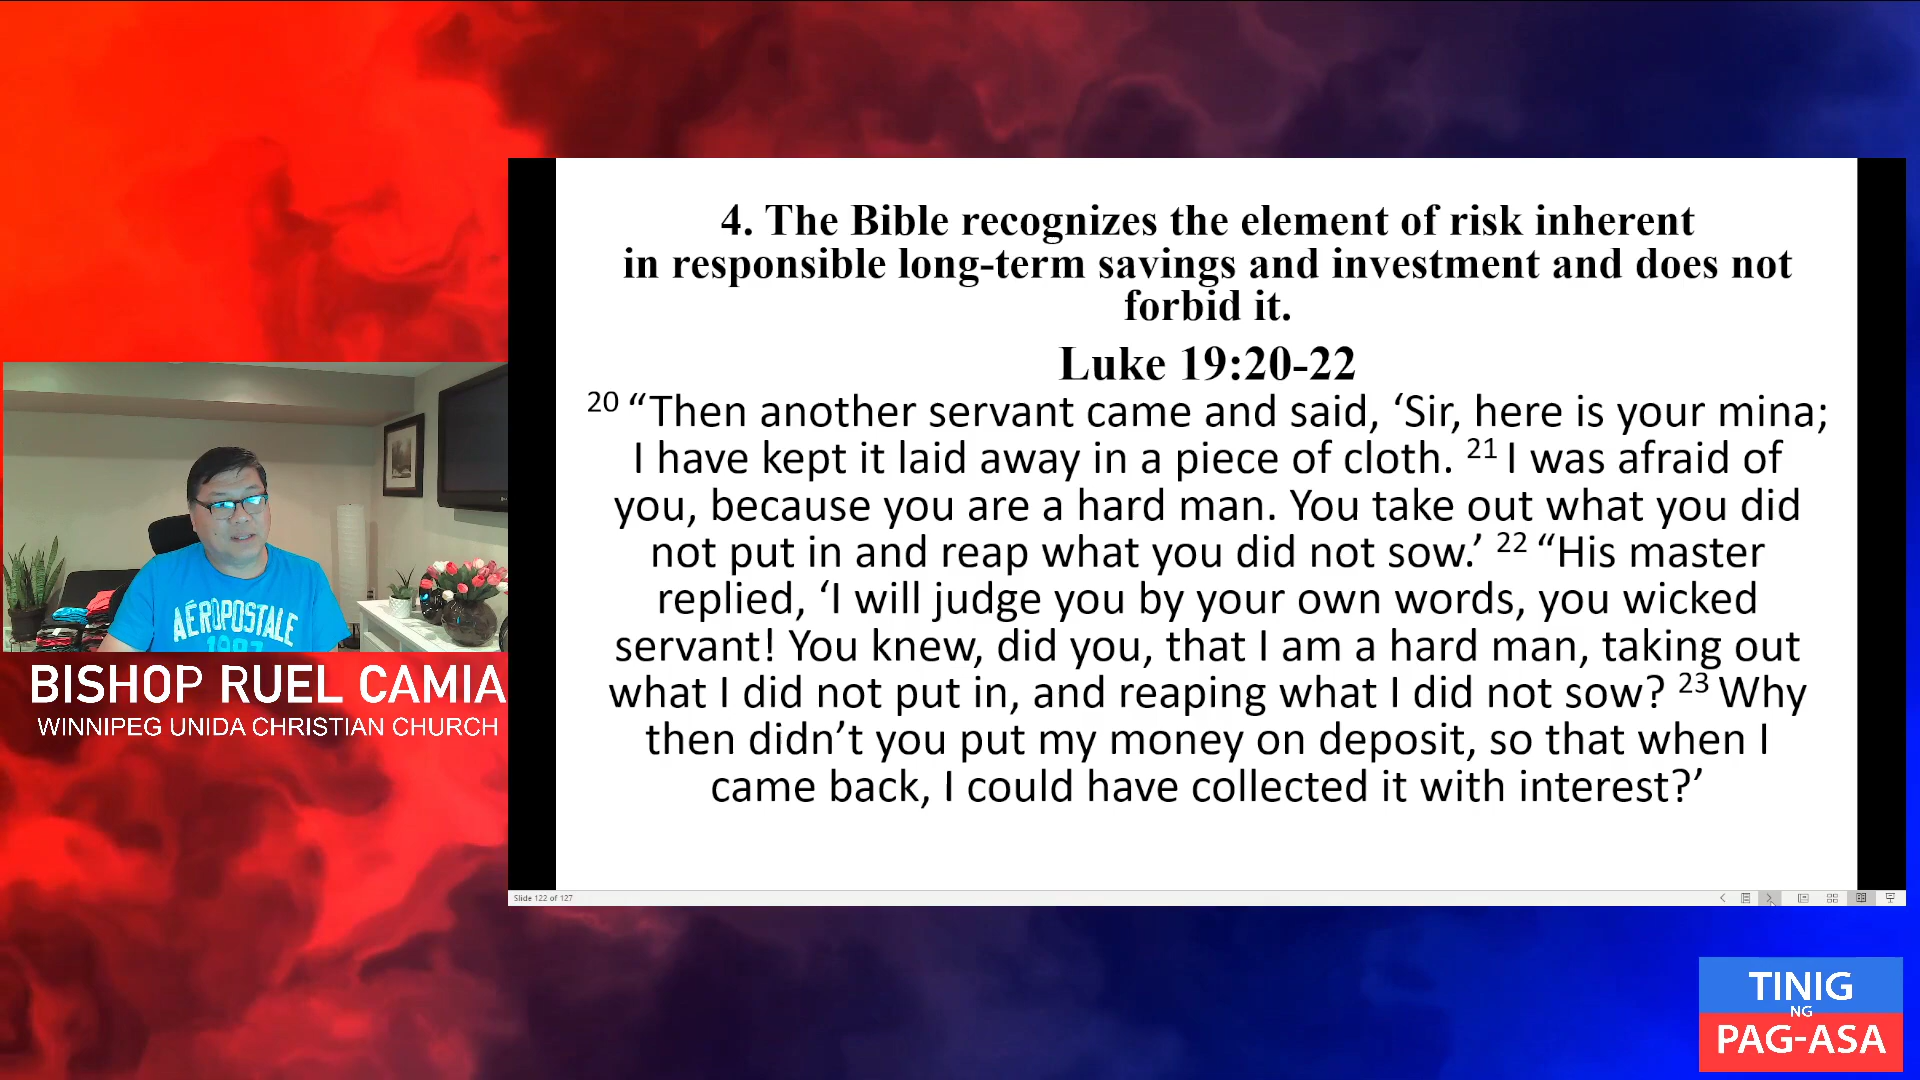 4. The Bible recognizes the element of risk inherent
in responsible long-term savings and investment and does not
forbid it.
Luke 19:20-22
20 “Then another servant came and said, ‘Sir, here is your mina;
I have kept it laid away in a piece of cloth. 21 I was afraid of
you, because you are a hard man. You take out what you did
not put in and reap what you did not sow.’ 22 “His master
replied, ‘I will judge you by your own words, you wicked
servant! You knew, did you, that I am a hard man, taking out
what I did not put in, and reaping what I did not sow? 23 Why
then didn’t you put my money on deposit, so that when I
came back, I could have collected it with interest?’
Slide 122 of 127
AÉROPOSTALE
1987
BISHOP RUEL CAMIA
WINNIPEG UNIDA CHRISTIAN CHURCH
TINIG
NG
PAG-ASA